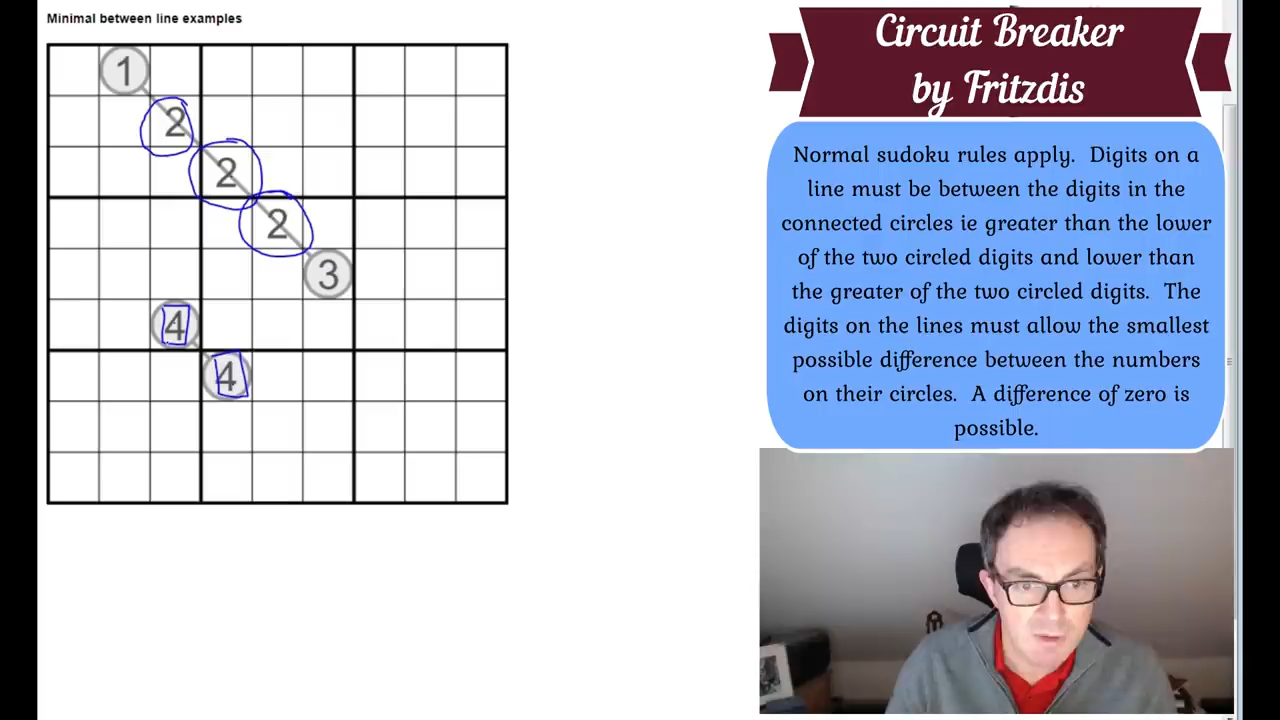 Minimal between line examples
1
2
2
2
3
4
4
Circuit Breaker
by Fritzdis
Normal sudoku rules apply. Digits on a
line must be between the digits in the
connected circles ie greater than the lower
of the two circled digits and lower than
the greater of the two circled digits. The
digits on the lines must allow the smallest
possible difference between the numbers
on their circles. A difference of zero is
possible.